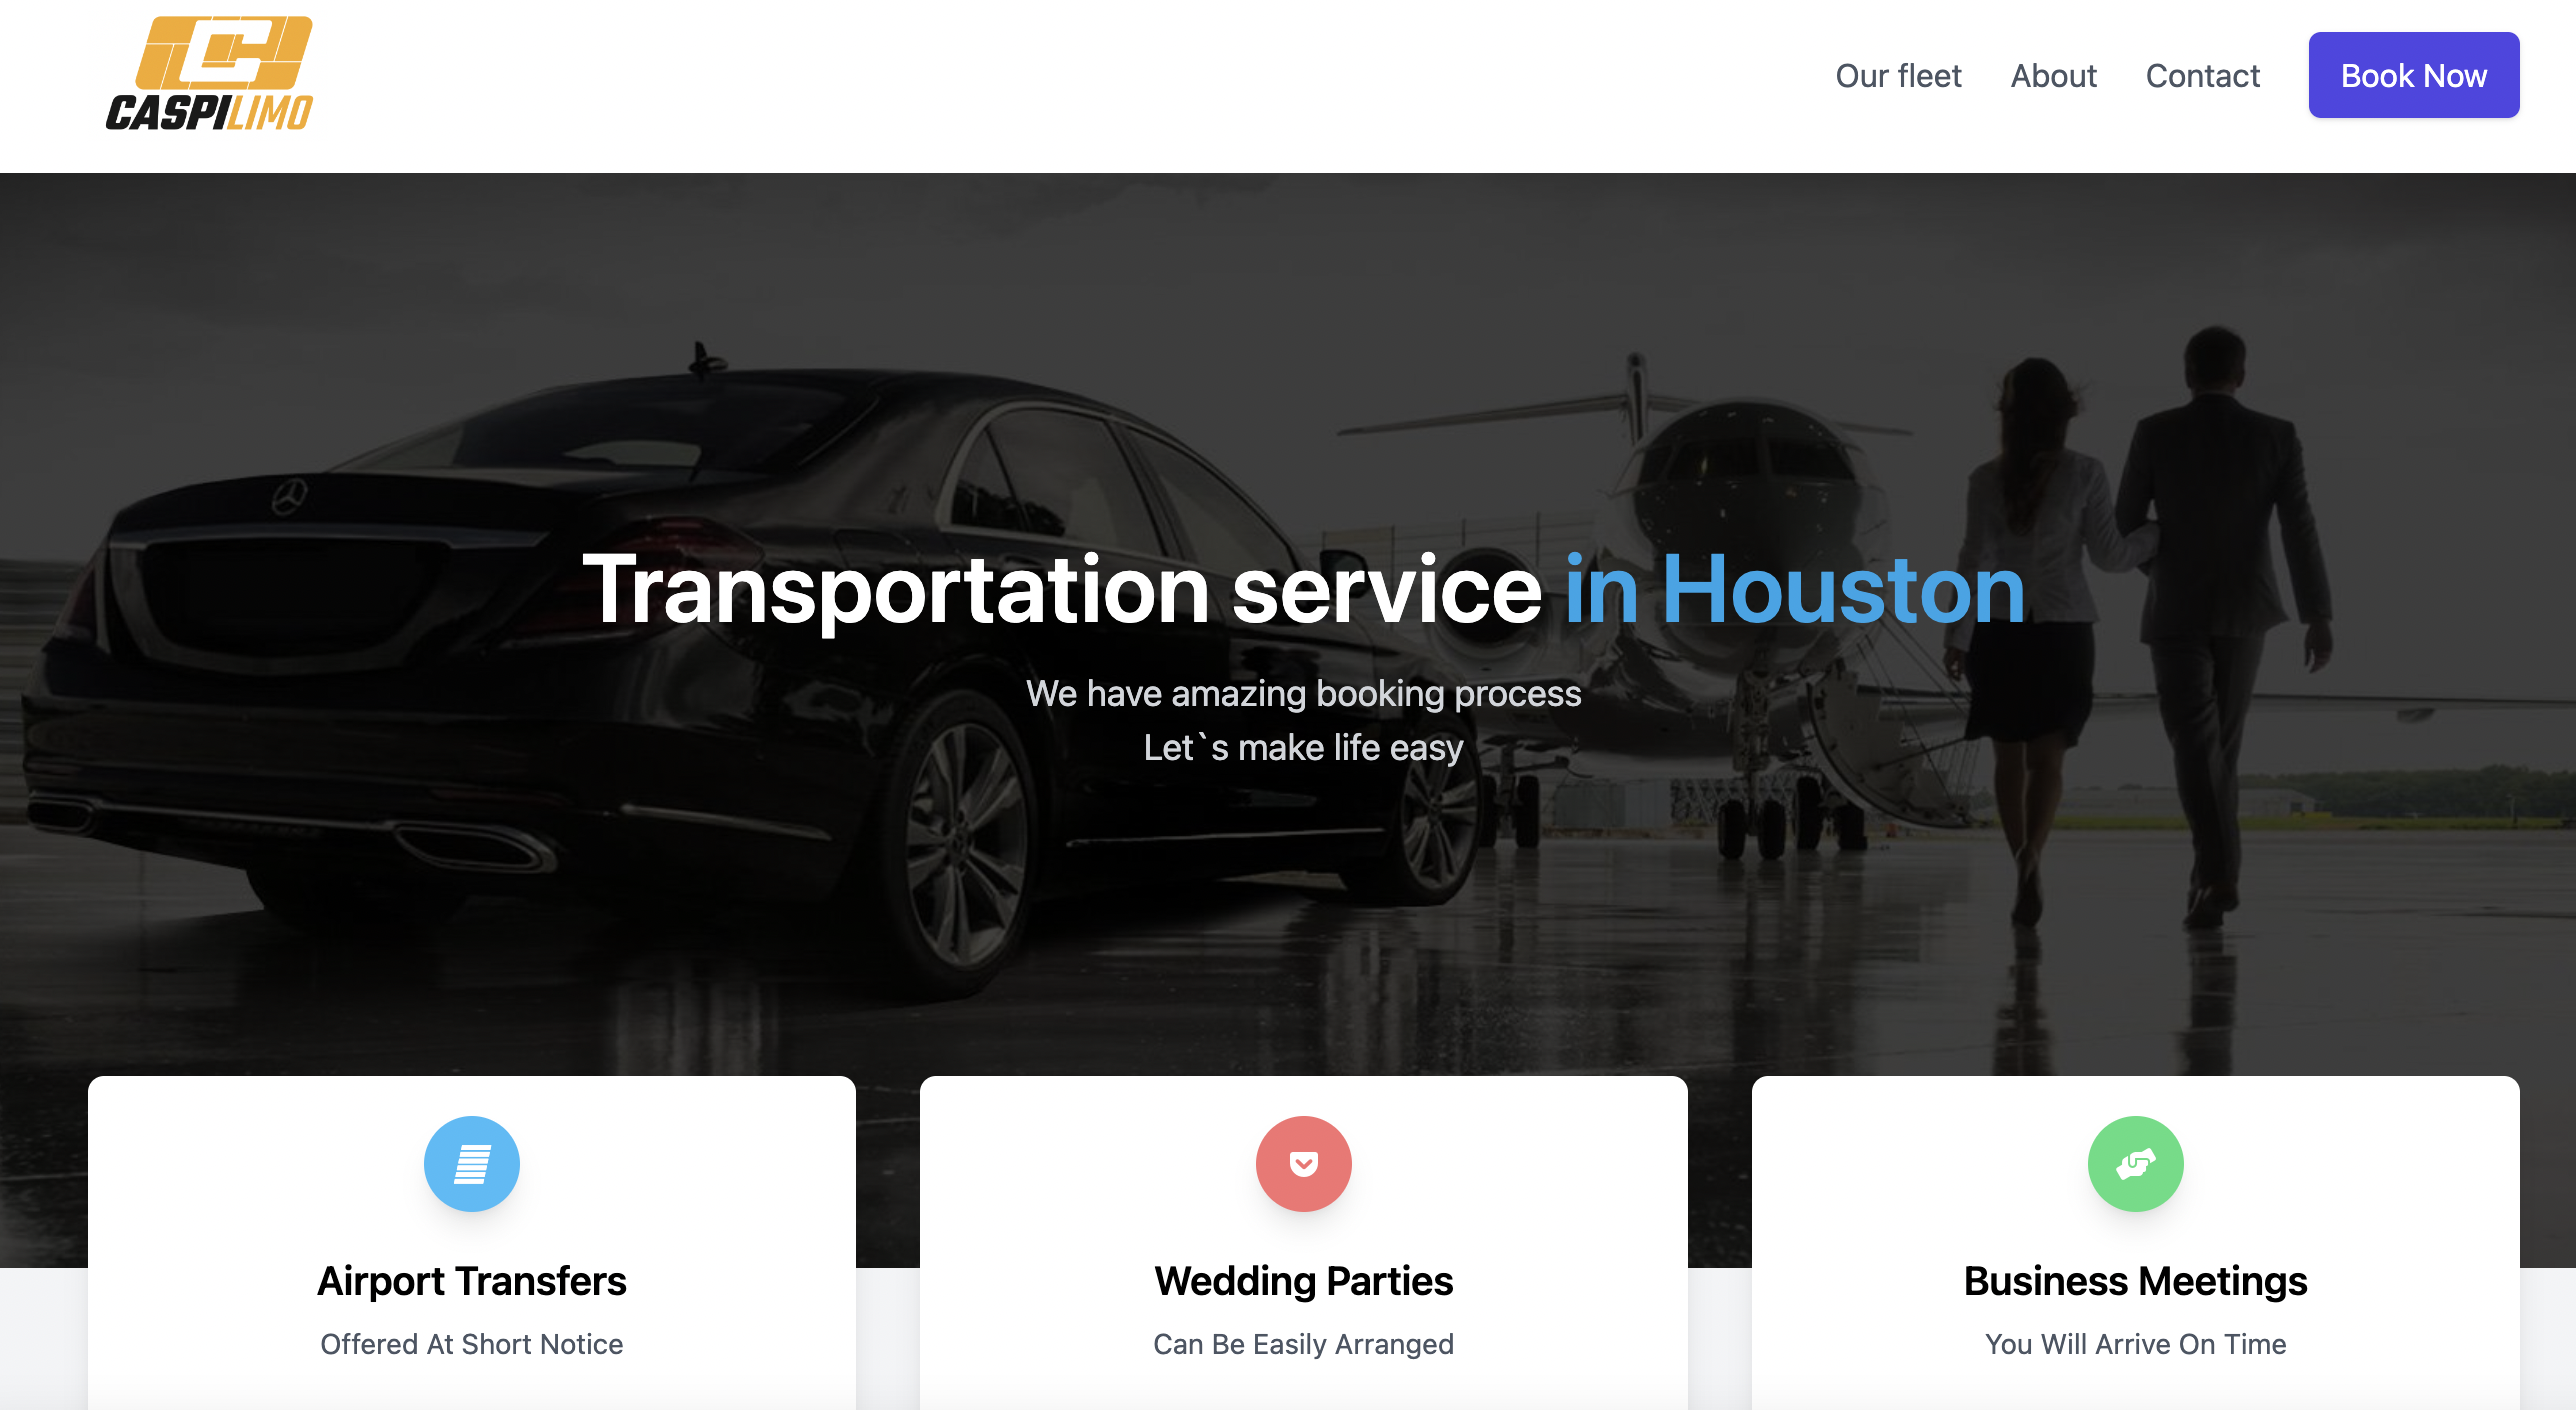 CASPILIMO
Our fleet
About
Contact
Book Now
Transportation service in Houston
We have amazing booking process
Let`s make life easy
Airport Transfers
Offered At Short Notice
Wedding Parties
Can Be Easily Arranged
Business Meetings
You Will Arrive On Time